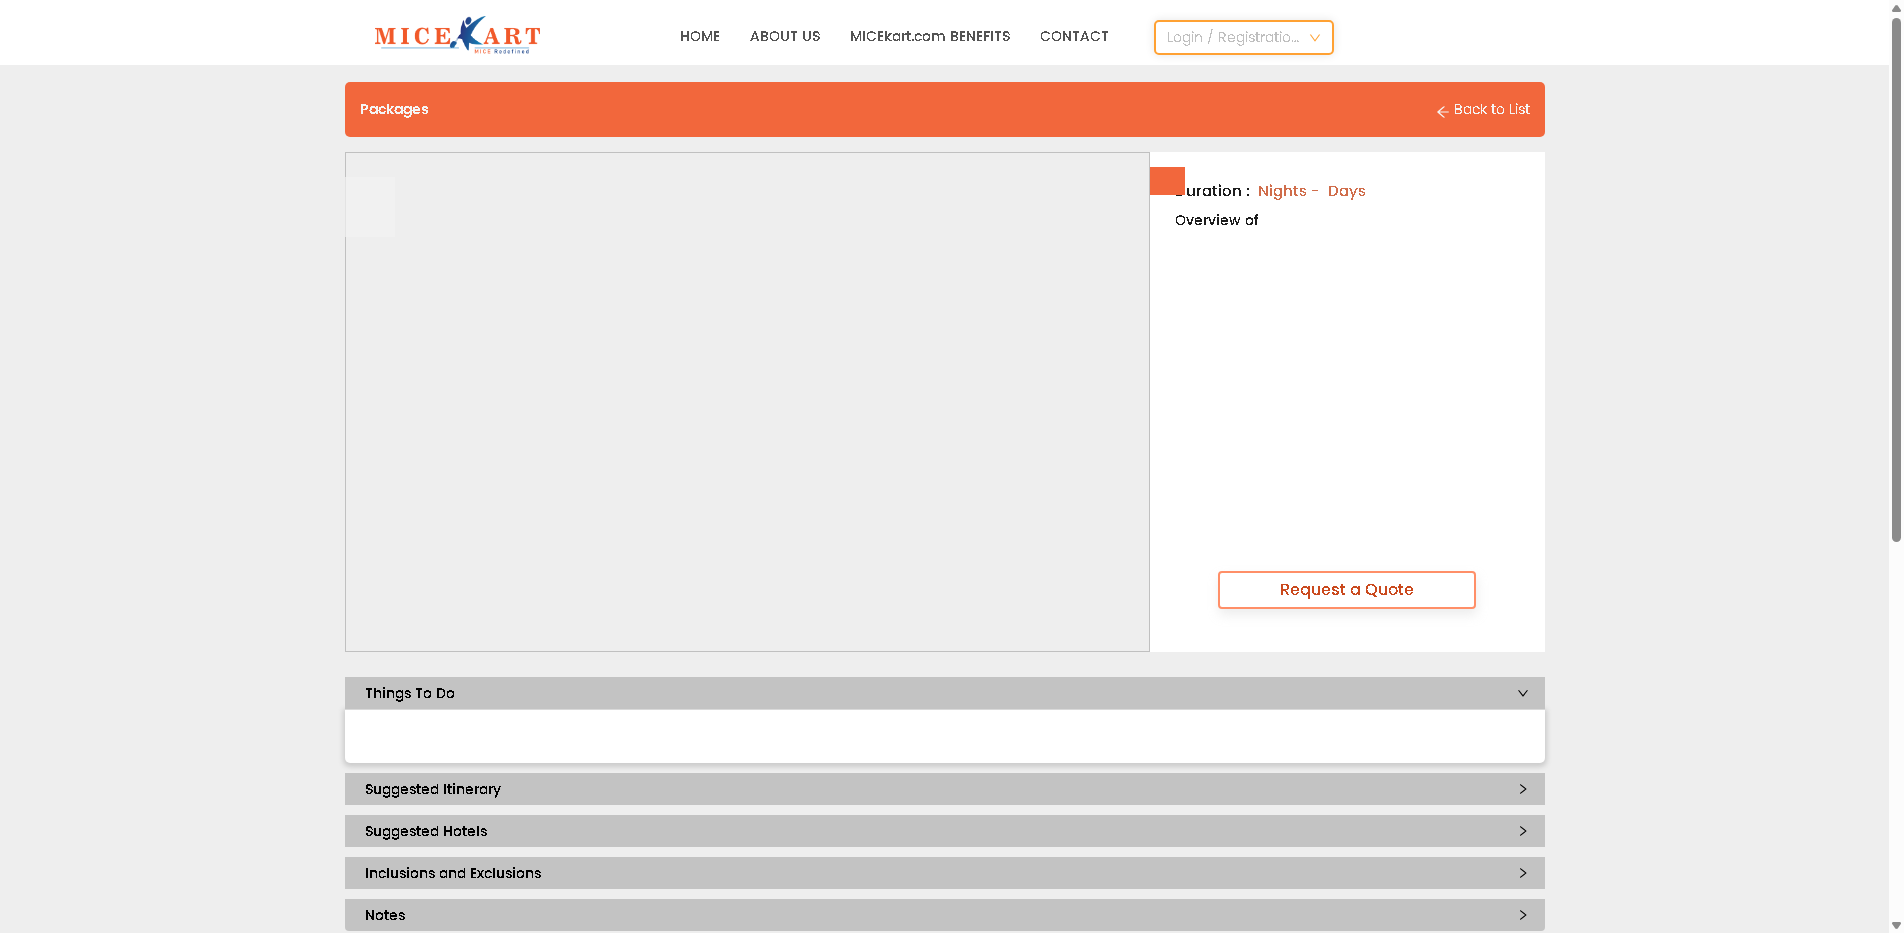 MICEKART
MICE Redefined
HOME ABOUT US MICEkart.com BENEFITS CONTACT Login / Registratio...
Packages
Back to List
uration : Nights - Days
Overview of
Request a Quote
Things To Do
Suggested Itinerary
Suggested Hotels
Inclusions and Exclusions
Notes